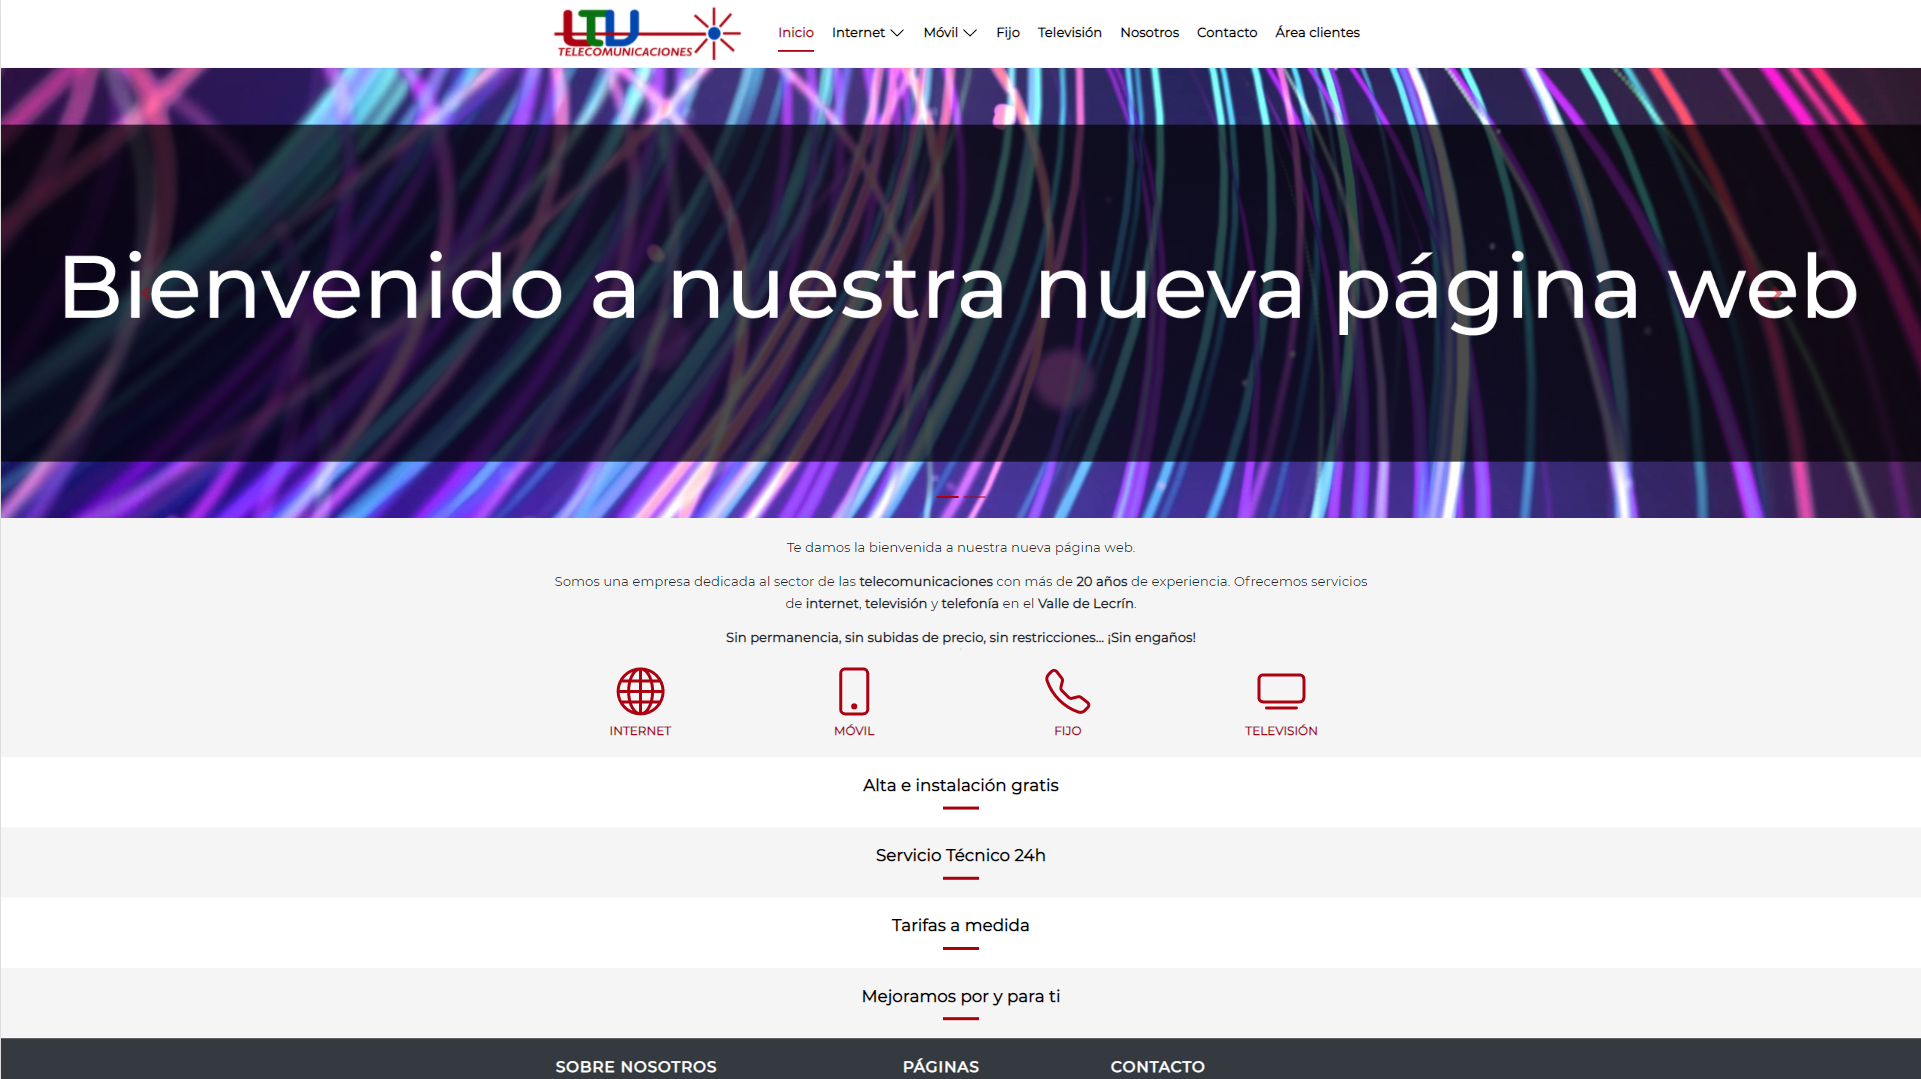 LTV
TELECOMUNICACIONES
Inicio Internet Móvil Fijo Televisión Nosotros Contacto Área clientes
Bienvenido a nuestra nueva página web
Te damos la bienvenida a nuestra nueva página web.
Somos una empresa dedicada al sector de las telecomunicaciones con más de 20 años de experiencia. Ofrecemos servicios
de internet, televisión y telefonía en el Valle de Lecrín.
Sin permanencia, sin subidas de precio, sin restricciones... ¡Sin engaños!
INTERNET MÓVIL FIJO TELEVISIÓN
Alta e instalación gratis
Servicio Técnico 24h
Tarifas a medida
Mejoramos por y para ti
SOBRE NOSOTROS PÁGINAS CONTACTO